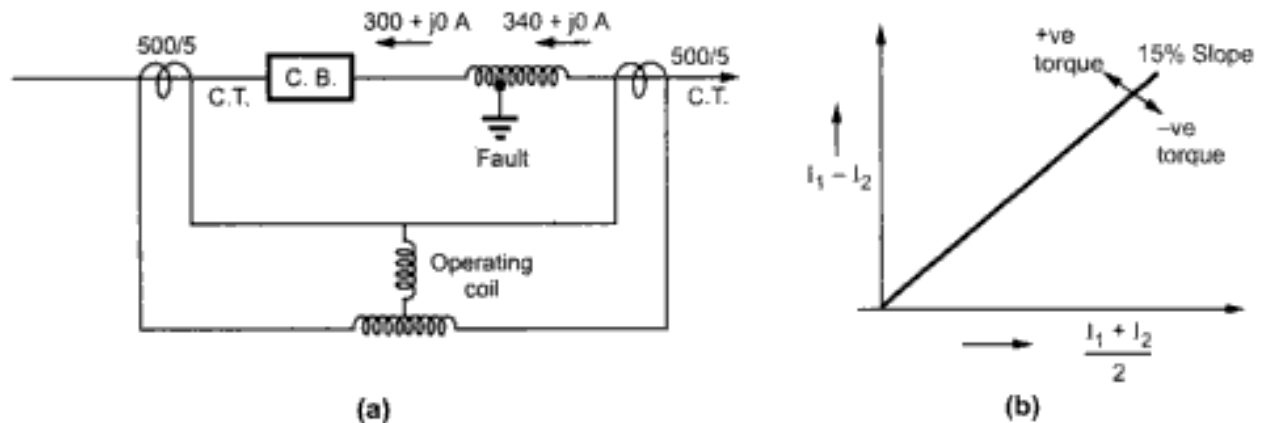 300 + j0 A
340 + j0 A
500/5
500/5
C. B.
C.T.
C.T.
Fault
Operating
coil
(a)
+ve
torque
15% Slope
–ve
torque
I₁ – I₂
I₁ + I₂
2
(b)